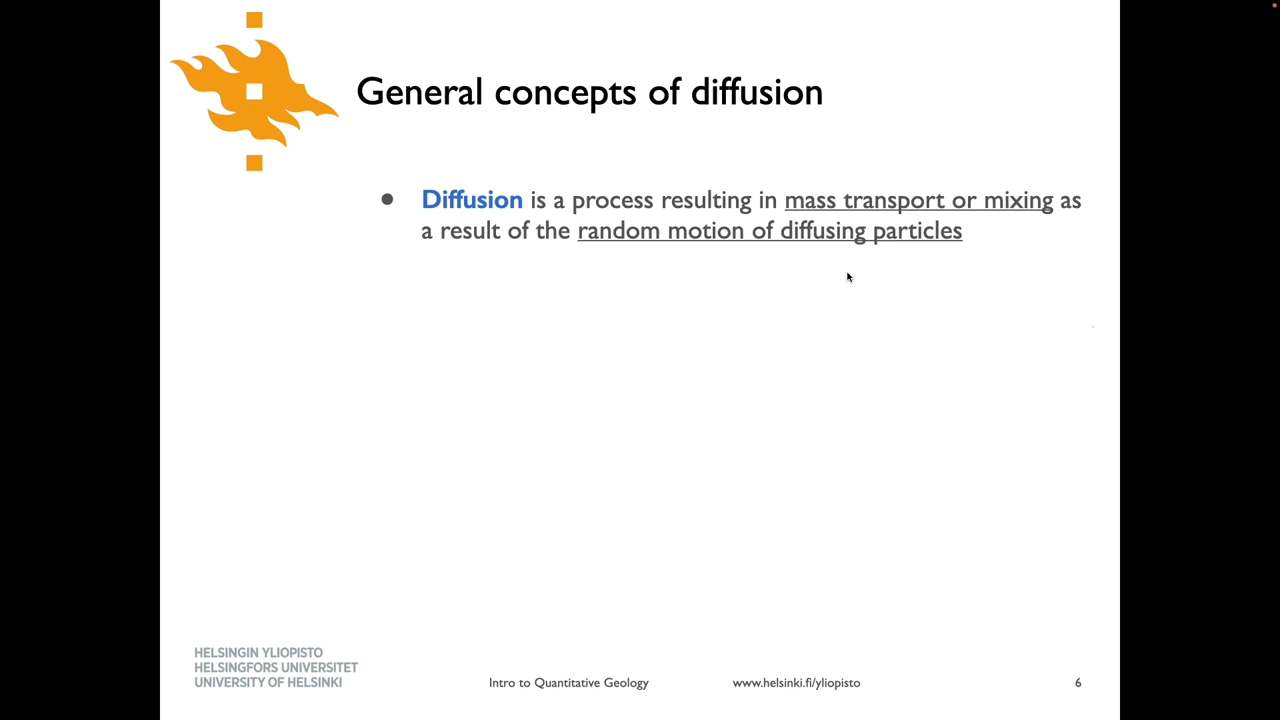 General concepts of diffusion
● Diffusion is a process resulting in mass transport or mixing as
a result of the random motion of diffusing particles
HELSINGIN YLIOPISTO
HELSINGFORS UNIVERSITET
UNIVERSITY OF HELSINKI
Intro to Quantitative Geology
www.helsinki.fi/yliopisto
6